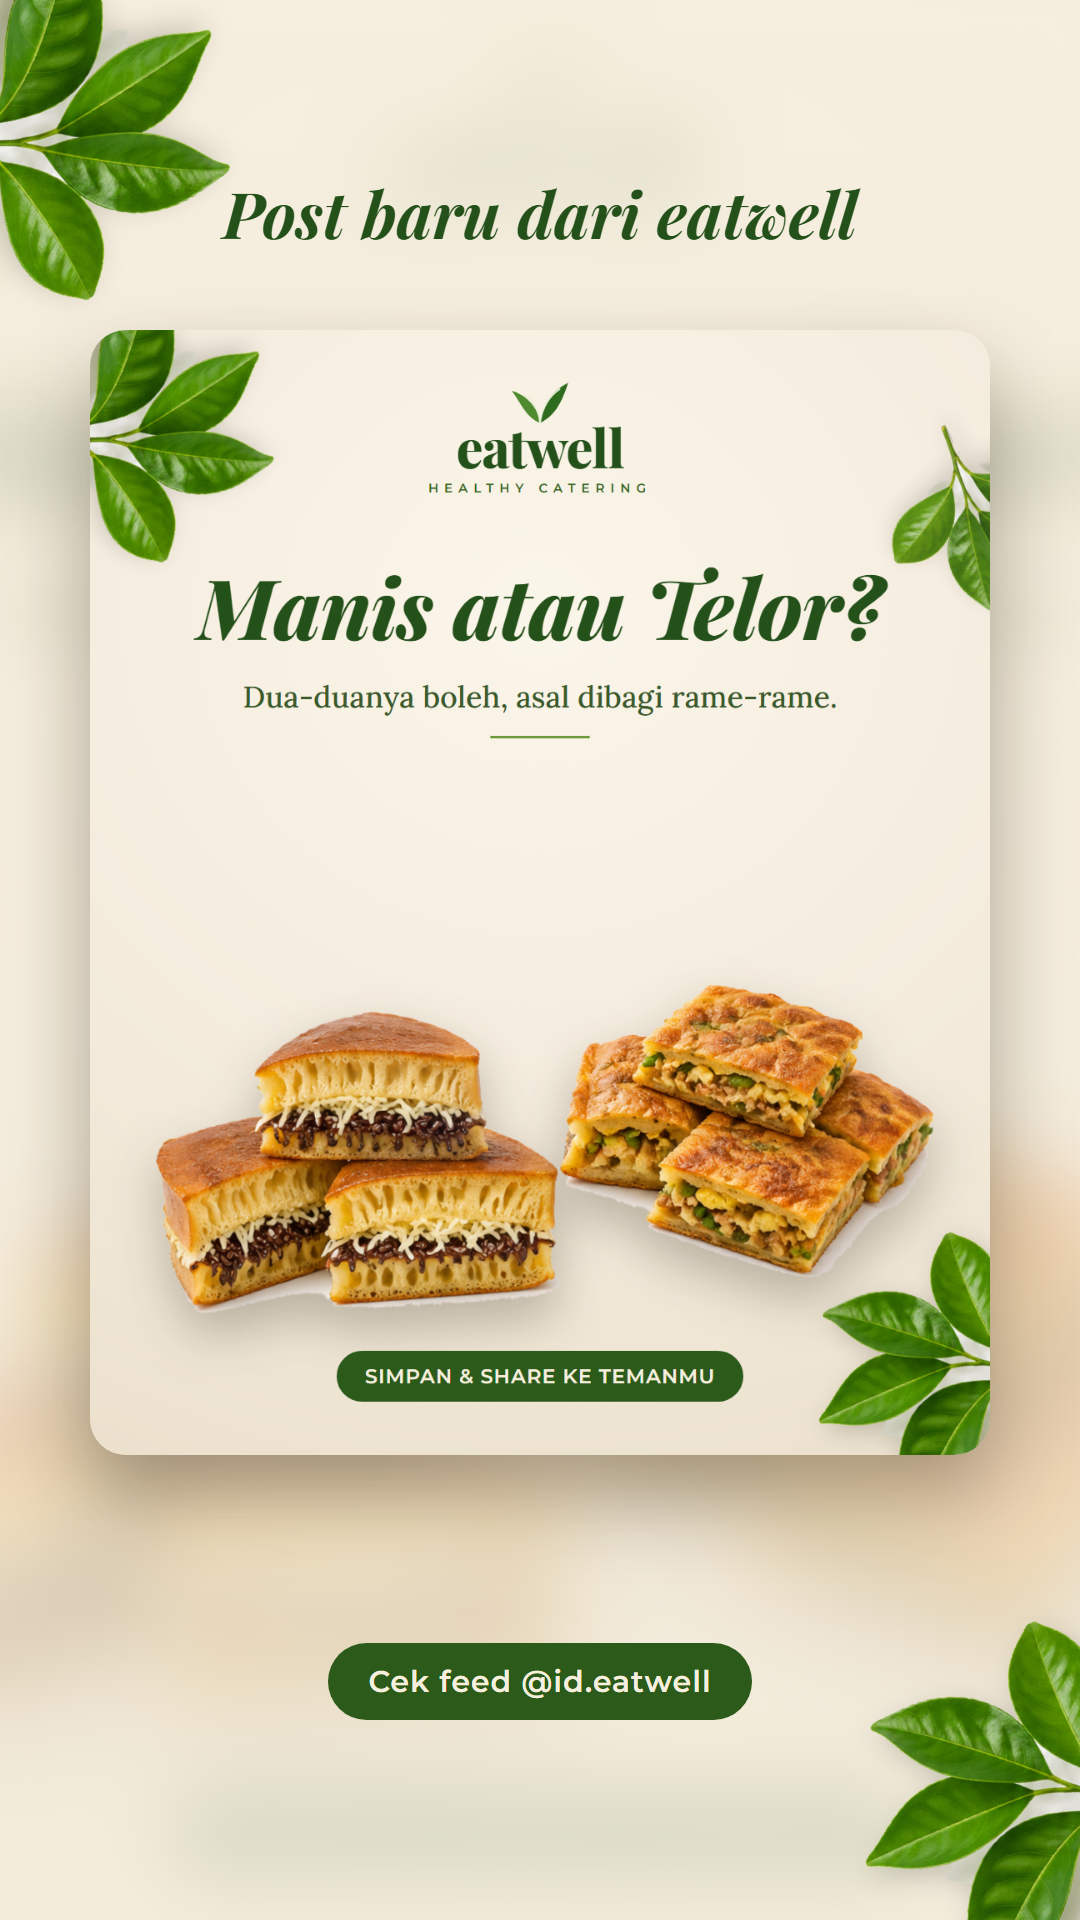 Post baru dari eatwell
eatwell
HEALTHY CATERING
Manis atau Telor?
Dua-duanya boleh, asal dibagi rame-rame.
SIMPAN & SHARE KE TEMANMU
Cek feed @id.eatwell